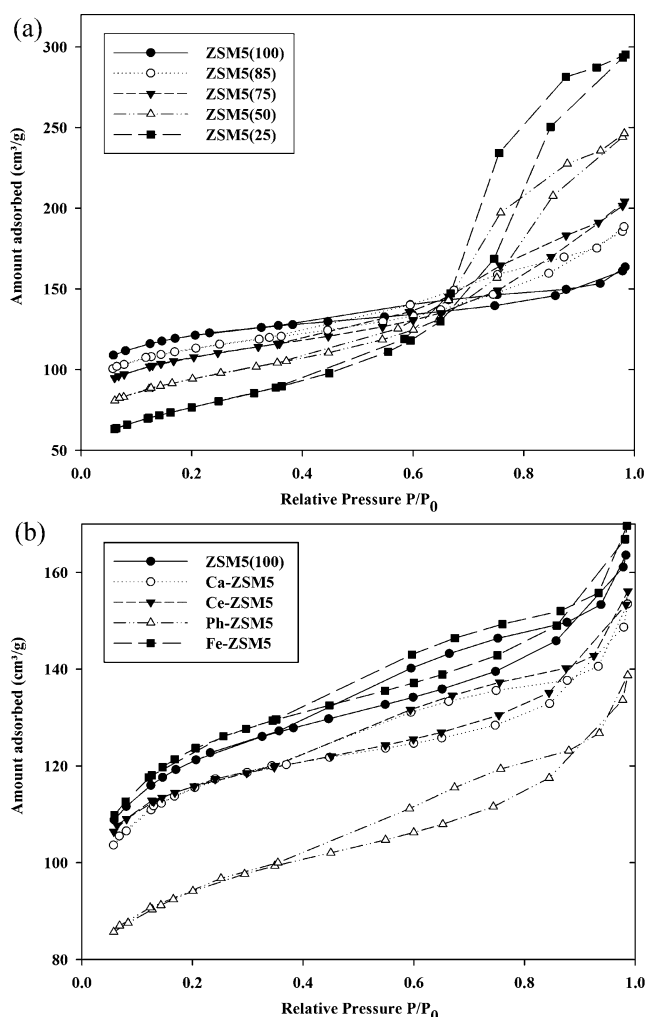 (a)
300
250
200
150
100
50
Amount adsorbed (cm³/g)
ZSM5(100)
ZSM5(85)
ZSM5(75)
ZSM5(50)
ZSM5(25)
0.0 0.2 0.4 0.6 0.8 1.0
Relative Pressure P/P₀
(b)
160
140
120
100
80
Amount adsorbed (cm³/g)
ZSM5(100)
Ca-ZSM5
Ce-ZSM5
Ph-ZSM5
Fe-ZSM5
0.0 0.2 0.4 0.6 0.8 1.0
Relative Pressure P/P₀